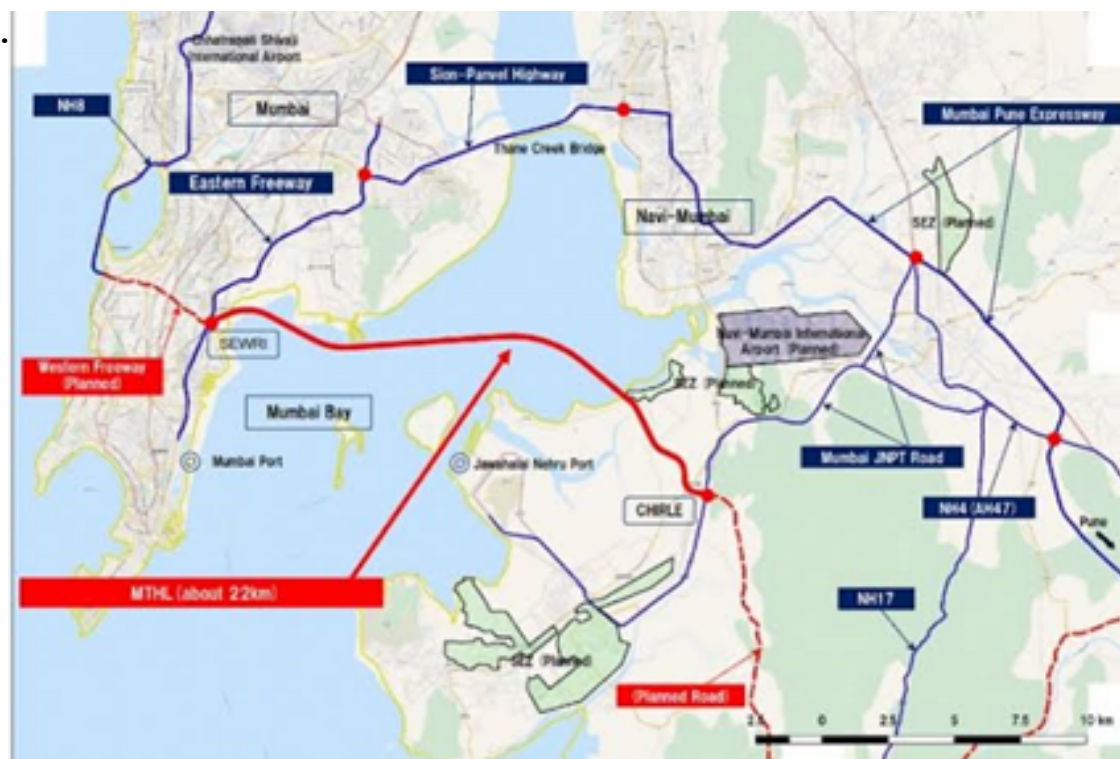 Chhatrapati Shivaji
International Airport
NH8
Mumbai
Sion-Panvel Highway
Mumbai Pune Expressway
Thane Creek Bridge
Eastern Freeway
Navi-Mumbai
SEZ (Planned)
Navi-Mumbai International
Airport (Planned)
SEWRI
Western Freeway
(Planned)
SEZ (Planned)
Mumbai Bay
Mumbai Port
Jawahalal Nehru Port
Mumbai JNPT Road
CHIRLE
NH4 (AH47)
Pune
MTHL (about 22km)
NH17
SEZ (Planned)
(Planned Road)
2.5 0 2.5 5 7.5 10 km